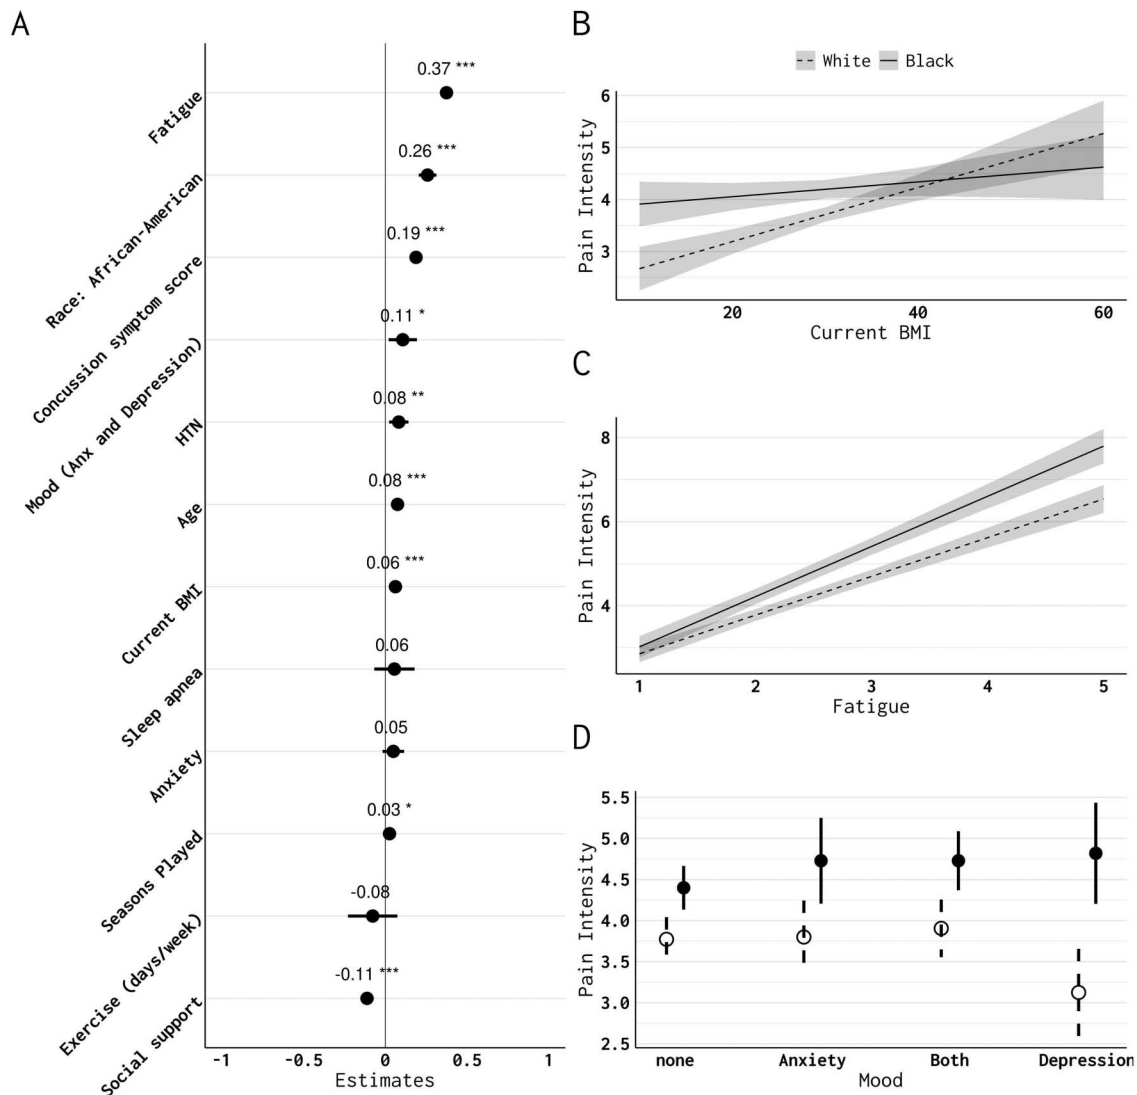 A
0.37 ***
Fatigue
0.26 ***
Race: African-American
0.19 ***
Concussion symptom score
0.11 *
Mood (Anx and Depression)
0.08 **
HTN
0.08 ***
Age
0.06 ***
Current BMI
0.06
Sleep apnea
0.05
Anxiety
0.03 *
Seasons Played
-0.08
Exercise (days/week)
-0.11 ***
Social support
-1 -0.5 0 0.5 1
Estimates
B
White Black
6
5
4
3
Pain Intensity
20 40 60
Current BMI
C
8
6
4
Pain Intensity
1 2 3 4 5
Fatigue
D
5.5
5.0
4.5
4.0
3.5
3.0
2.5
Pain Intensity
none Anxiety Both Depression
Mood